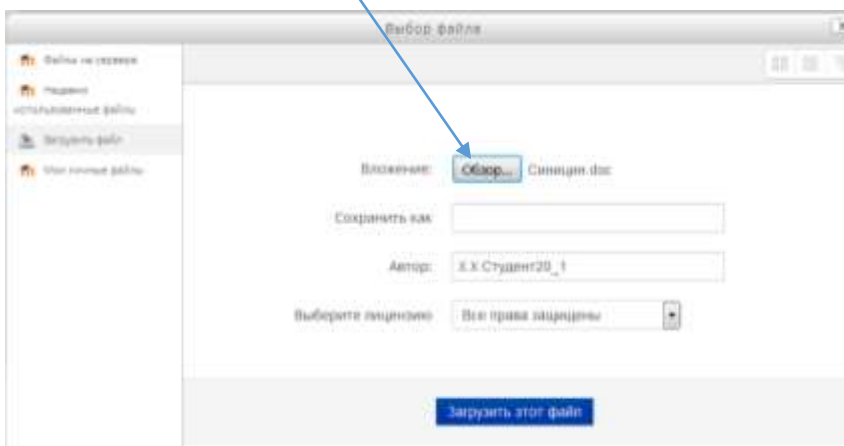 Выбор файла
Файлы на сервере
Недавно
использованные файлы
Загрузить файл
Мои личные файлы
Вложение:
Обзор... Синицин.doc
Сохранить как
Автор:
X X Студент20_1
Выберите лицензию
Все права защищены
Загрузить этот файл